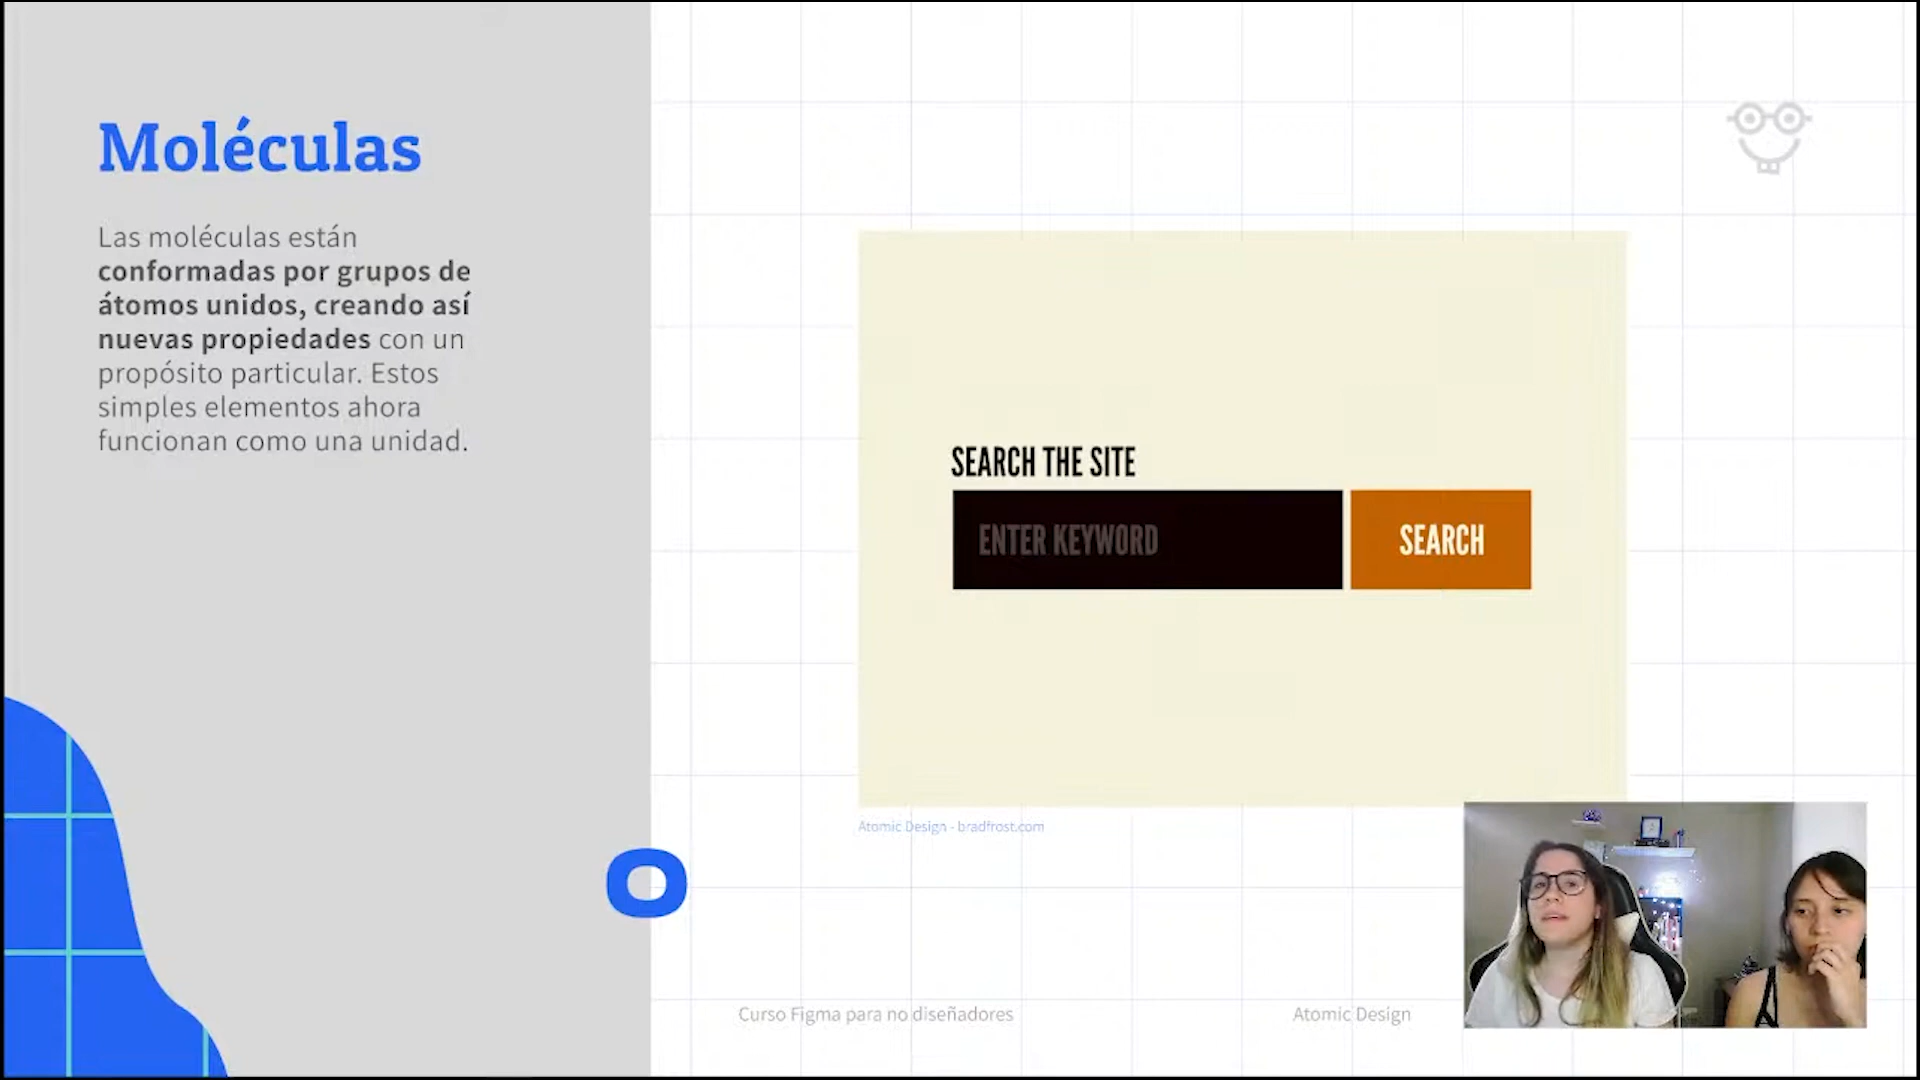 Moléculas
Las moléculas están
conformadas por grupos de
átomos unidos, creando así
nuevas propiedades con un
propósito particular. Estos
simples elementos ahora
funcionan como una unidad.
SEARCH THE SITE
ENTER KEYWORD
SEARCH
Atomic Design - bradfrost.com
Curso Figma para no diseñadores
Atomic Design